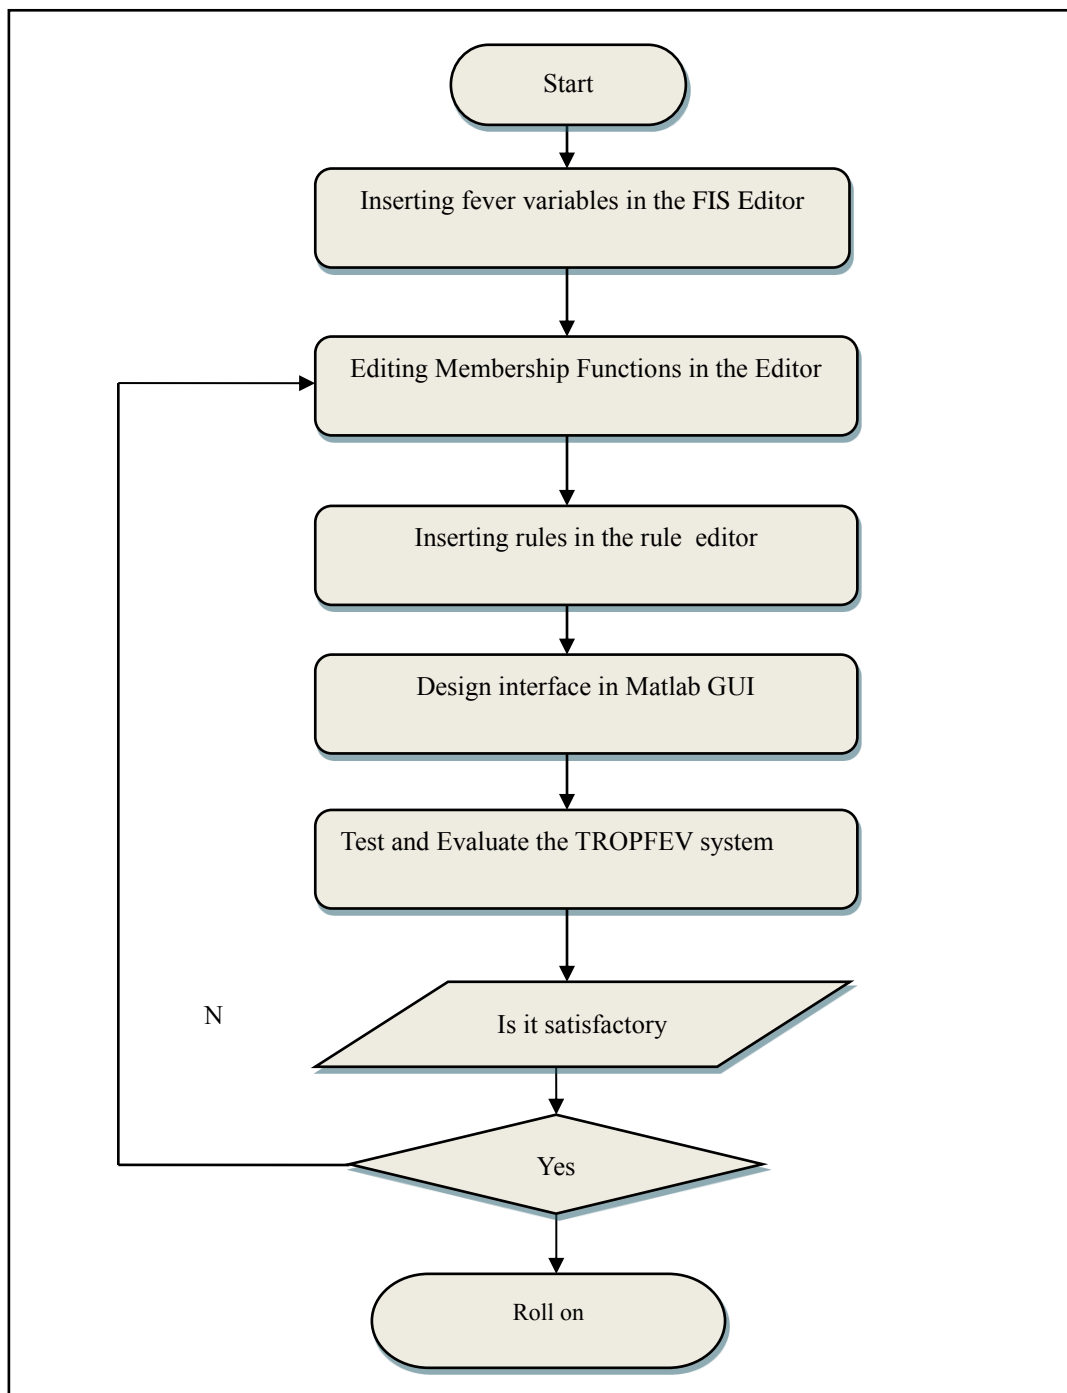 Start
Inserting fever variables in the FIS Editor
Editing Membership Functions in the Editor
Inserting rules in the rule editor
Design interface in Matlab GUI
Test and Evaluate the TROPFEV system
N
Is it satisfactory
Yes
Roll on